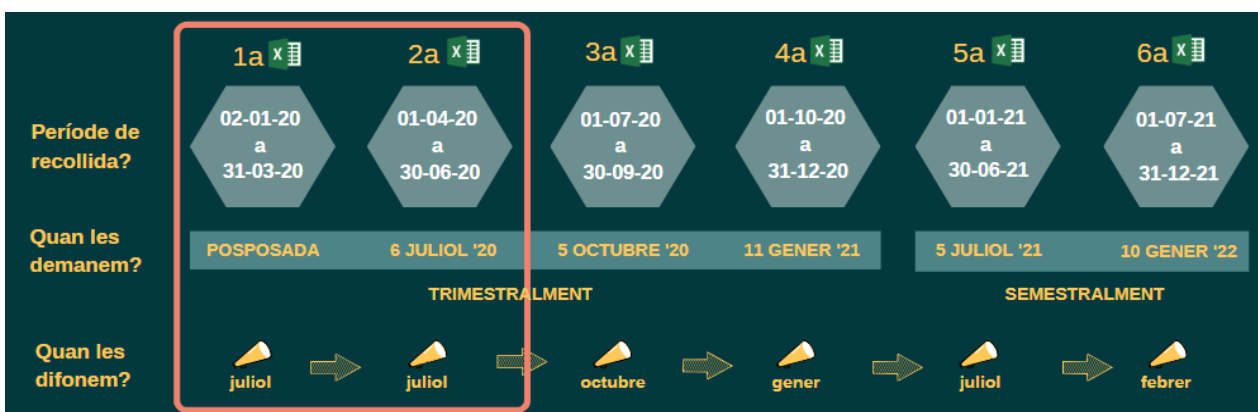 1a
2a
3a
4a
5a
6a
Període de
recollida?
02-01-20
a
31-03-20
01-04-20
a
30-06-20
01-07-20
a
30-09-20
01-10-20
a
31-12-20
01-01-21
a
30-06-21
01-07-21
a
31-12-21
Quan les
demanem?
POSPOSADA
6 JULIOL '20
5 OCTUBRE '20
11 GENER '21
5 JULIOL '21
10 GENER '22
TRIMESTRALMENT
SEMESTRALMENT
Quan les
difonem?
juliol
juliol
octubre
gener
juliol
febrer